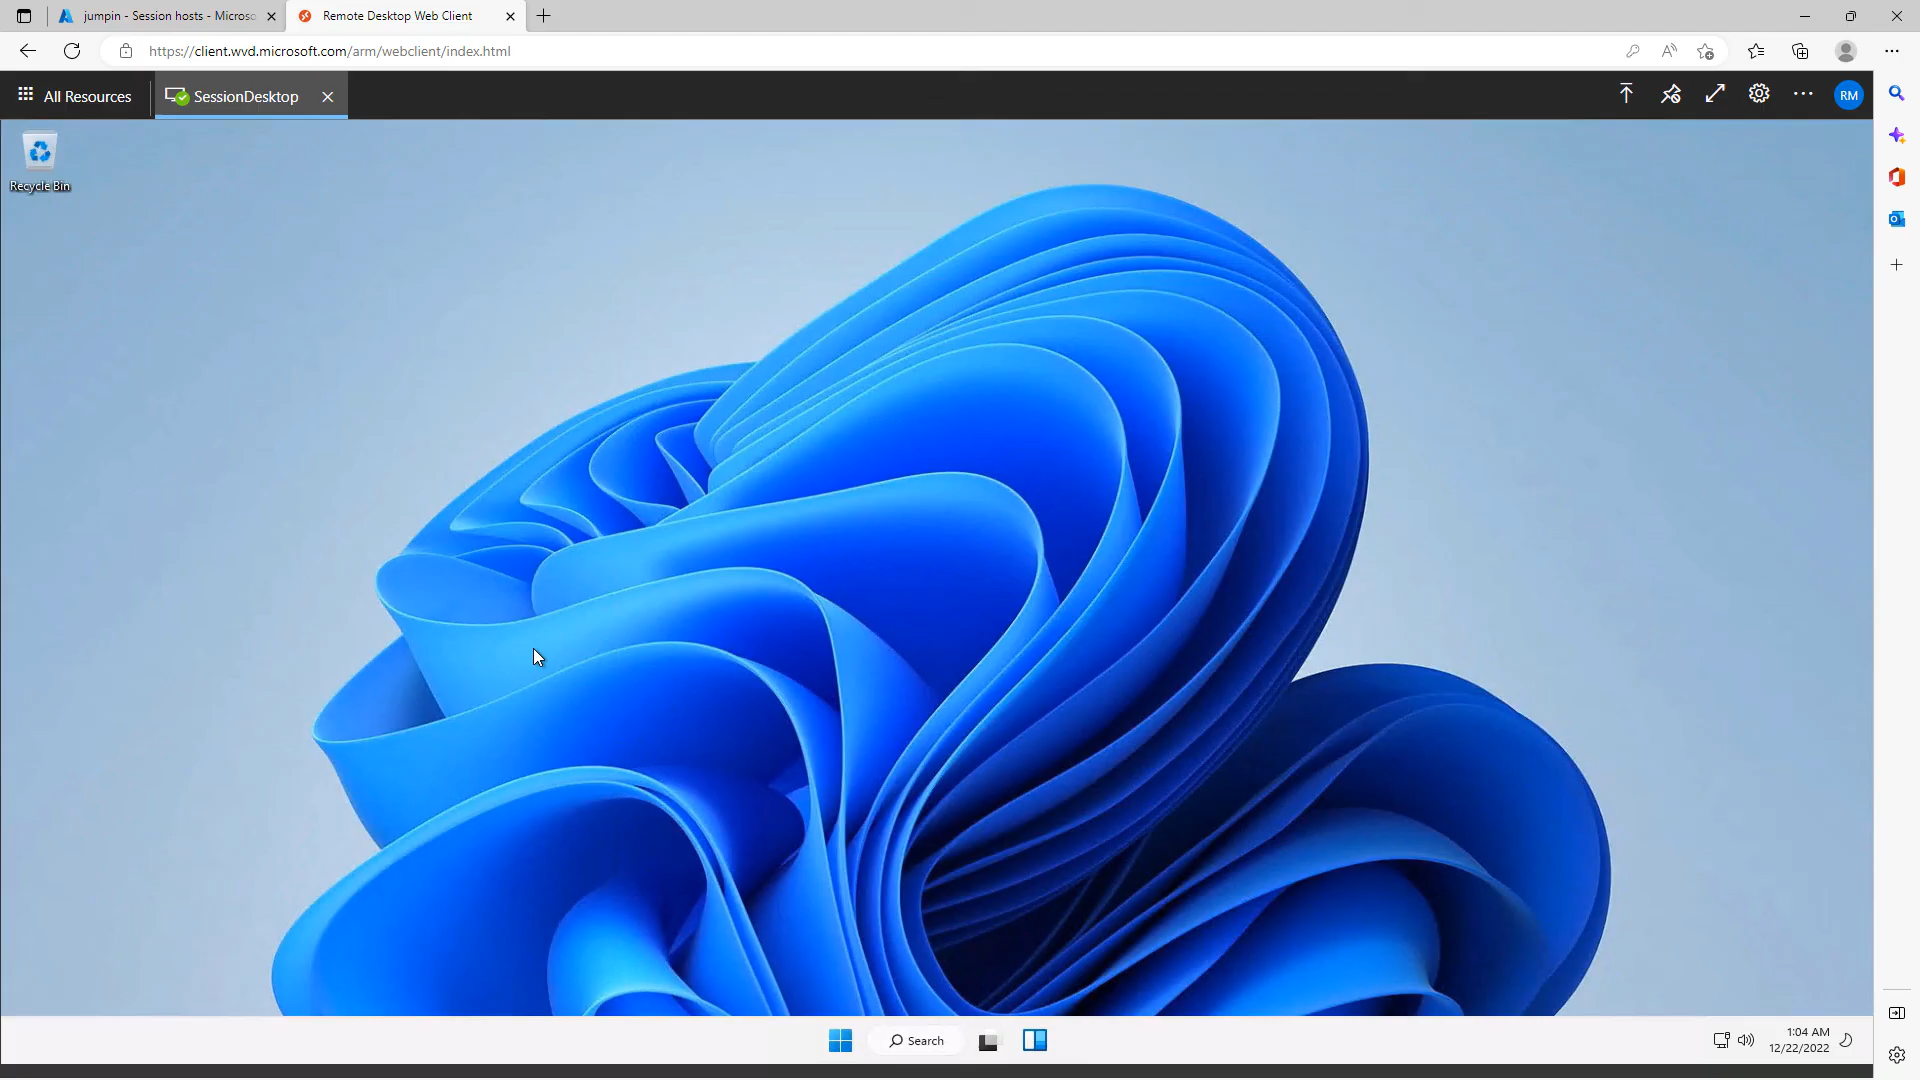 jumpin - Session hosts - Microso
Remote Desktop Web Client
https://client.wvd.microsoft.com/arm/webclient/index.html
All Resources
SessionDesktop
RM
Recycle Bin
Search
1:04 AM
12/22/2022